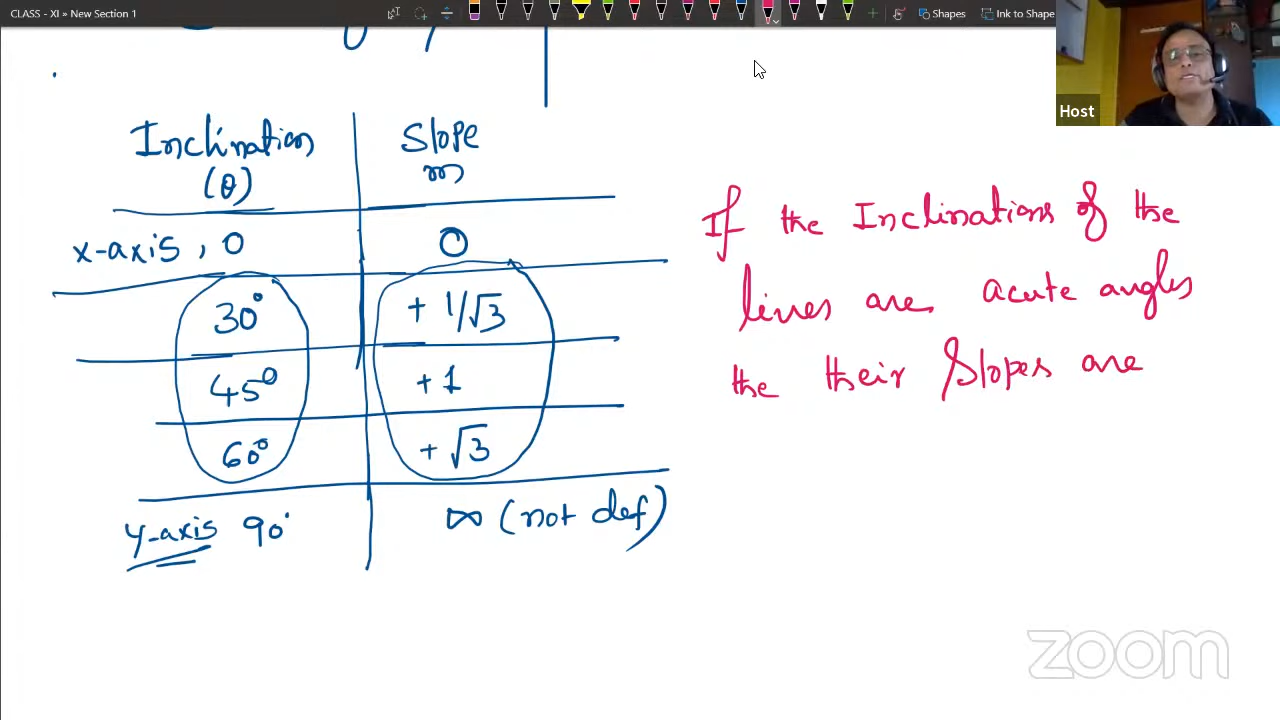 CLASS - XI » New Section 1
Shapes
Ink to Shape
Host
Inclination Slope
(θ) m
x-axis, 0 0
30° + 1/√3
45° + 1
60° + √3
y-axis 90° ∞ (not def)
If the Inclinations of the
lines are acute angles
the their Slopes are
zoom